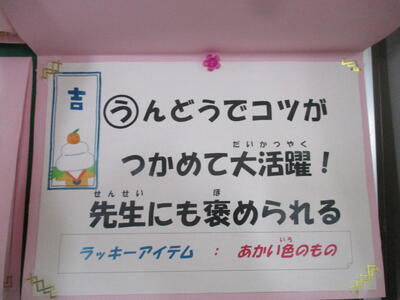 吉
うんどうでコツが
つかめて大活躍！
先生にも褒められる
ラッキーアイテム ： あかい色のもの